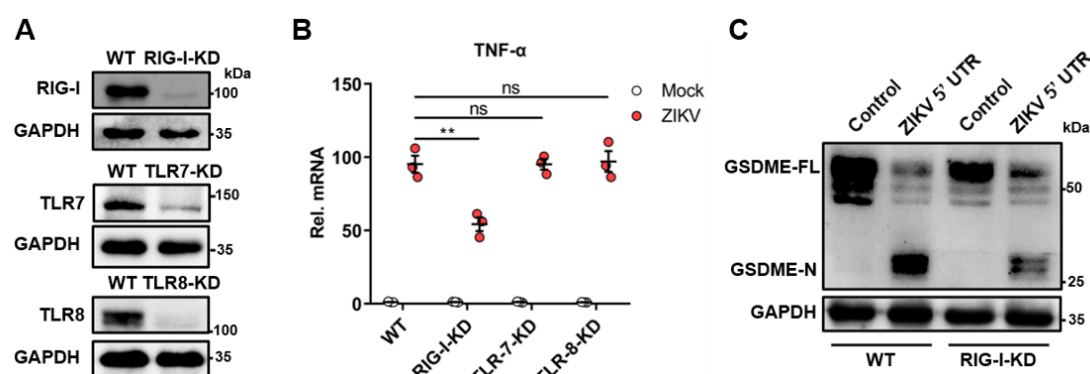 A
WT RIG-I-KD
kDa
RIG-I
100
GAPDH
35
WT TLR7-KD
150
TLR7
GAPDH
35
WT TLR8-KD
TLR8
100
GAPDH
35
B
TNF-α
Rel. mRNA
150
100
50
0
ns
ns
**
Mock
ZIKV
WT
RIG-I-KD
TLR-7-KD
TLR-8-KD
C
Control
ZIKV 5' UTR
Control
ZIKV 5' UTR
kDa
GSDME-FL
50
GSDME-N
25
GAPDH
35
WT
RIG-I-KD